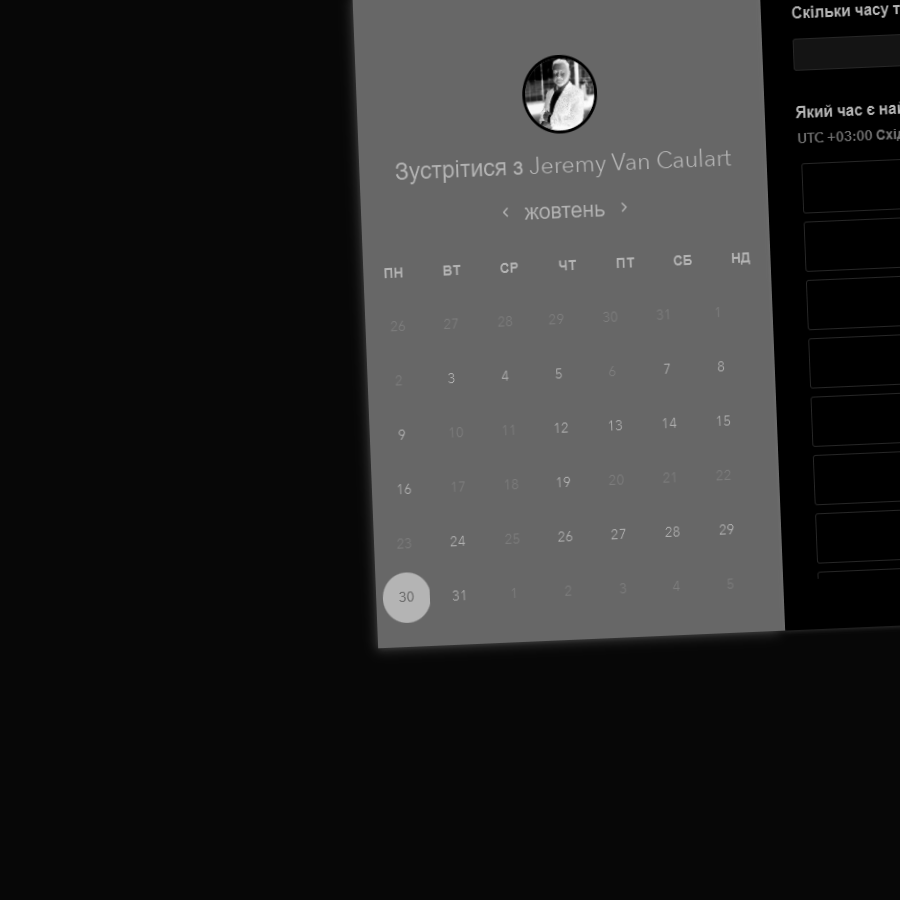 Зустрітися з Jeremy Van Caulart
‹ жовтень ›
ПН ВТ СР ЧТ ПТ СБ НД
26 27 28 29 30 31 1
2 3 4 5 6 7 8
9 10 11 12 13 14 15
16 17 18 19 20 21 22
23 24 25 26 27 28 29
30 31 1 2 3 4 5
Скільки часу
Який час є
UTC +03:00